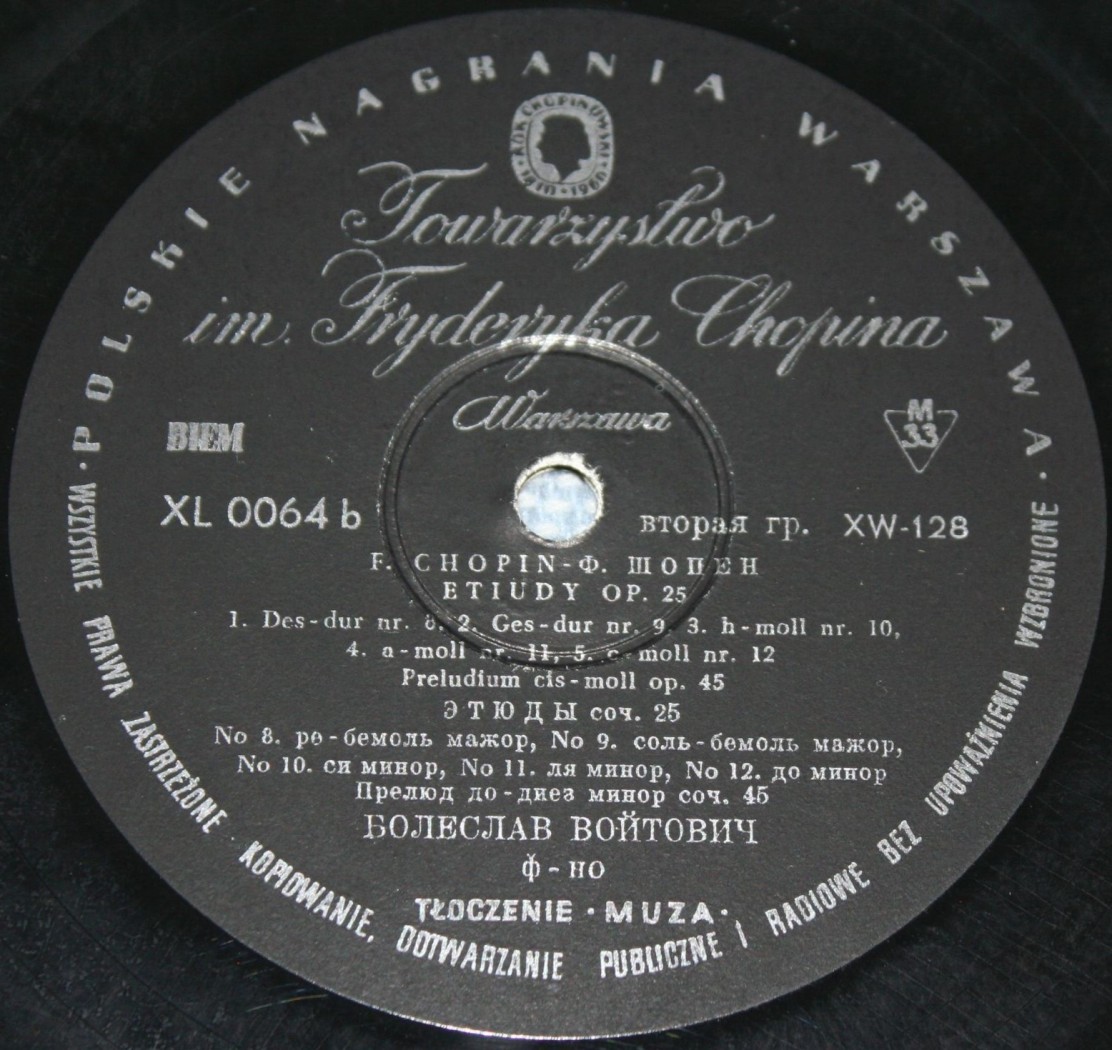 POLSKIE NAGRANIA WARSZAWA
ROK CHOPINOWSKI
1810 · 1960
Towarzystwo
im. Fryderyka Chopina
Warszawa
BIEM
M
33
XL 0064 b
вторая гр. XW-128
F. CHOPIN-Ф. ШОПЕН
ETIUDY OP. 25
1. Des-dur nr. 8, 2. Ges-dur nr. 9, 3. h-moll nr. 10,
4. a-moll nr. 11, 5. c-moll nr. 12
Preludium cis-moll op. 45
ЭТЮДЫ соч. 25
No 8. ре-бемоль мажор, No 9. соль-бемоль мажор,
No 10. си минор, No 11. ля минор, No 12. до минор
Прелюд до-диез минор соч. 45
БОЛЕСЛАВ ВОЙТОВИЧ
ф-но
TŁOCZENIE · MUZA ·
· WSZYSTKIE PRAWA ZASTRZEŻONE KOPIOWANIE, ODTWARZANIE PUBLICZNE I RADIOWE BEZ UPOWAŻNIENIA WZBRONIONE ·